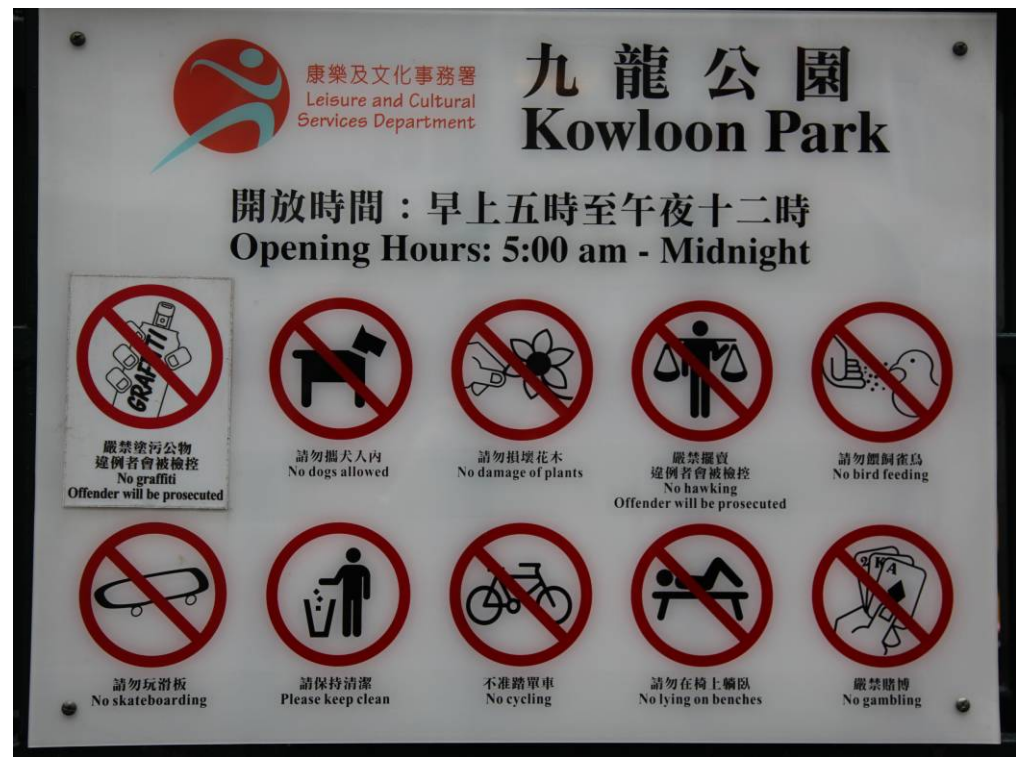 康樂及文化事務署
Leisure and Cultural
Services Department
九龍公園
Kowloon Park
開放時間：早上五時至午夜十二時
Opening Hours: 5:00 am - Midnight
GRAFFITI
嚴禁塗污公物
違例者會被檢控
No graffiti
Offender will be prosecuted
請勿攜犬入內
No dogs allowed
請勿損壞花木
No damage of plants
嚴禁擺賣
違例者會被檢控
No hawking
Offender will be prosecuted
請勿餵飼雀鳥
No bird feeding
請勿玩滑板
No skateboarding
請保持清潔
Please keep clean
不准踏單車
No cycling
請勿在椅上躺臥
No lying on benches
2 K A
嚴禁賭博
No gambling